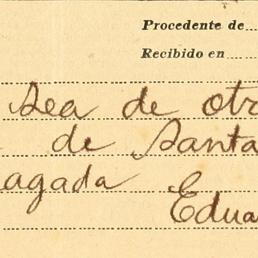 Procedente de
Recibido en
sea de otr
de Santa
agada Edua